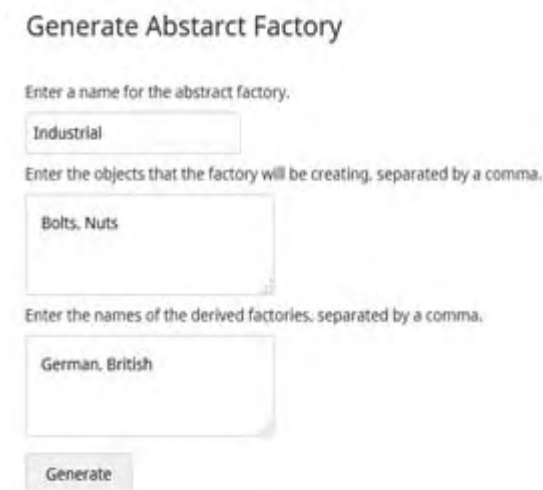 Generate Abstarct Factory
Enter a name for the abstract factory.
Industrial
Enter the objects that the factory will be creating, separated by a comma.
Bolts, Nuts
Enter the names of the derived factories, separated by a comma.
German, British
Generate